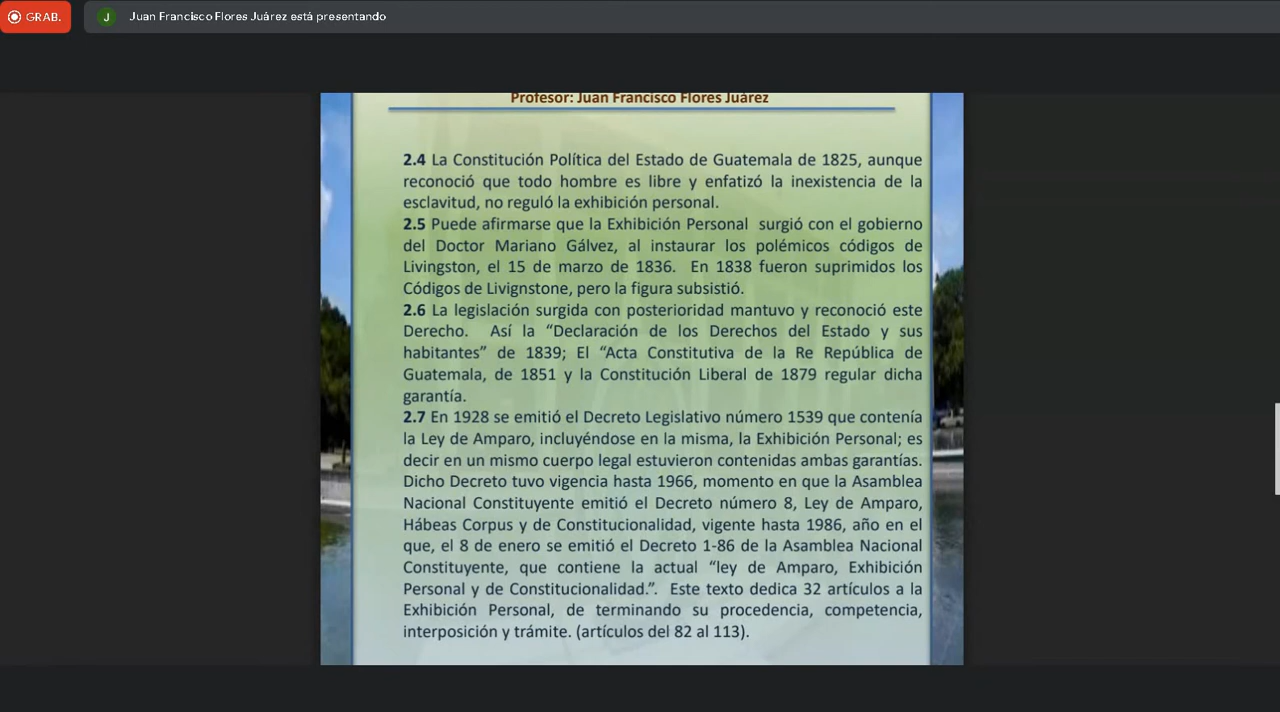 GRAB.
J
Juan Francisco Flores Juárez está presentando
Profesor: Juan Francisco Flores Juárez
2.4 La Constitución Política del Estado de Guatemala de 1825, aunque
reconoció que todo hombre es libre y enfatizó la inexistencia de la
esclavitud, no reguló la exhibición personal.
2.5 Puede afirmarse que la Exhibición Personal surgió con el gobierno
del Doctor Mariano Gálvez, al instaurar los polémicos códigos de
Livingston, el 15 de marzo de 1836. En 1838 fueron suprimidos los
Códigos de Livignstone, pero la figura subsistió.
2.6 La legislación surgida con posterioridad mantuvo y reconoció este
Derecho. Así la “Declaración de los Derechos del Estado y sus
habitantes” de 1839; El “Acta Constitutiva de la Re República de
Guatemala, de 1851 y la Constitución Liberal de 1879 regular dicha
garantía.
2.7 En 1928 se emitió el Decreto Legislativo número 1539 que contenía
la Ley de Amparo, incluyéndose en la misma, la Exhibición Personal; es
decir en un mismo cuerpo legal estuvieron contenidas ambas garantías.
Dicho Decreto tuvo vigencia hasta 1966, momento en que la Asamblea
Nacional Constituyente emitió el Decreto número 8, Ley de Amparo,
Hábeas Corpus y de Constitucionalidad, vigente hasta 1986, año en el
que, el 8 de enero se emitió el Decreto 1-86 de la Asamblea Nacional
Constituyente, que contiene la actual “ley de Amparo, Exhibición
Personal y de Constitucionalidad.”. Este texto dedica 32 artículos a la
Exhibición Personal, de terminando su procedencia, competencia,
interposición y trámite. (artículos del 82 al 113).